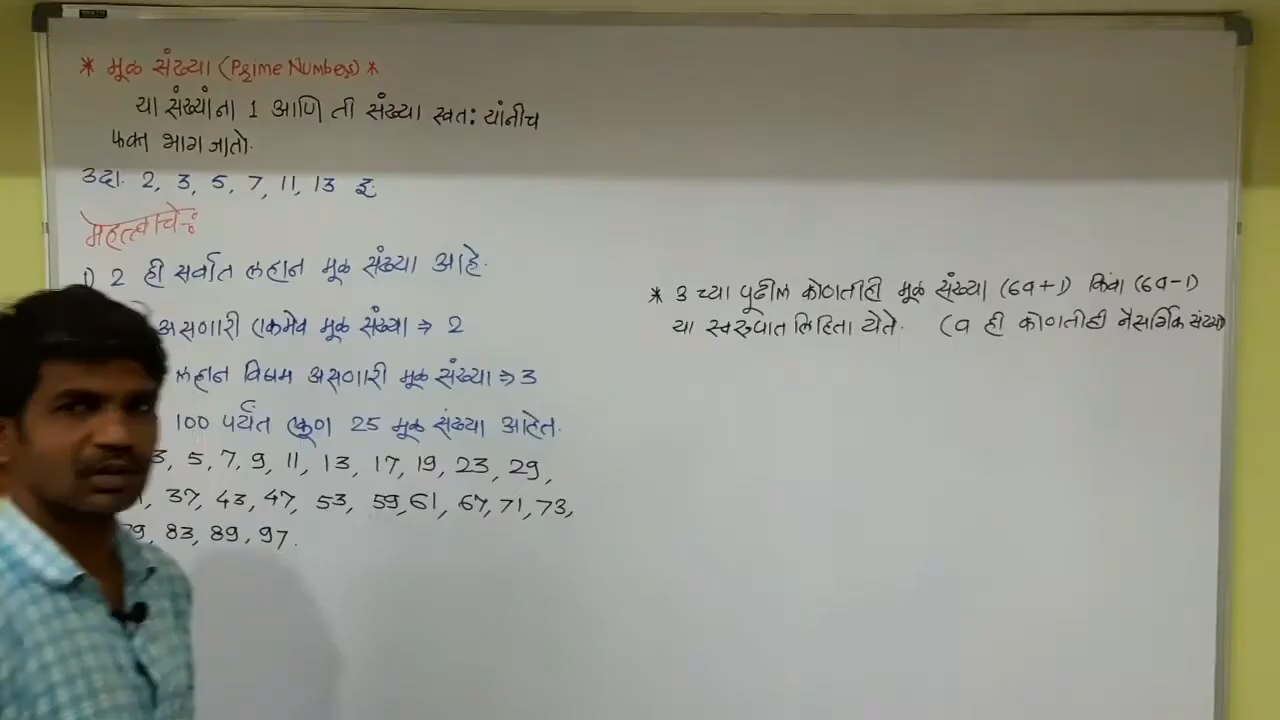 * मूळ संख्या (Prime Numbers) *
या संख्यांना 1 आणि ती संख्या स्वत: यांनीच
फक्त भाग जातो.
उदा. 2, 3, 5, 7, 11, 13 इ.
महत्त्वाचे:-
1) 2 ही सर्वात लहान मूळ संख्या आहे.
असणारी एकमेव मूळ संख्या ⇒ 2
लहान विषम असणारी मूळ संख्या ⇒ 3
100 पर्यंत एकूण 25 मूळ संख्या आहेत.
3, 5, 7, 9, 11, 13, 17, 19, 23, 29,
37, 43, 47, 53, 59, 61, 67, 71, 73,
83, 89, 97.
* 3 च्या पुढील कोणतीही मूळ संख्या (6a+1) किंवा (6a-1)
या स्वरुपात लिहिता येते. (a ही कोणतीही नैसर्गिक संख्या)